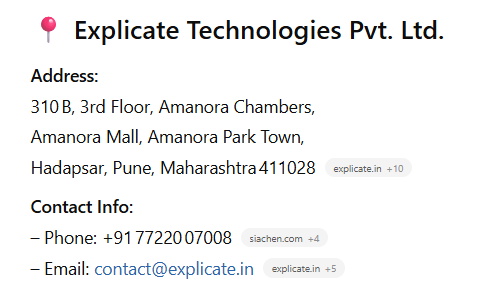 📍 Explicate Technologies Pvt. Ltd.
Address:
310 B, 3rd Floor, Amanora Chambers,
Amanora Mall, Amanora Park Town,
Hadapsar, Pune, Maharashtra 411028 explicate.in +10
Contact Info:
– Phone: +91 77220 07008 siachen.com +4
– Email: contact@explicate.in explicate.in +5